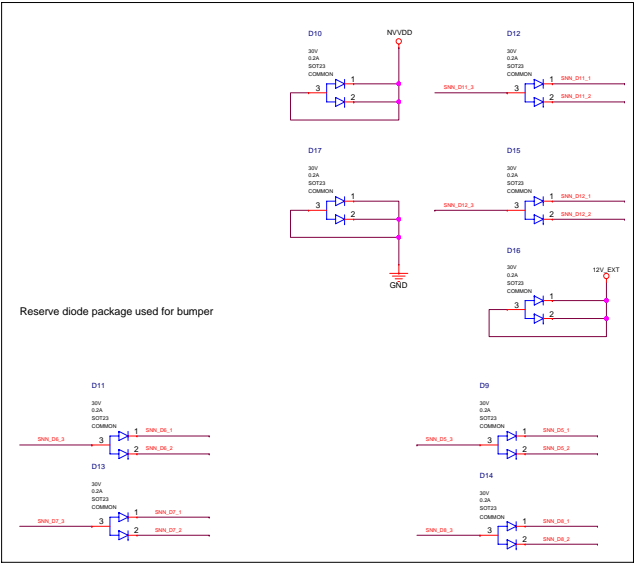 D10
NVVDD
30V
0.2A
SOT23
COMMON
1
3
2
D12
30V
0.2A
SOT23
COMMON
SNN_D11_3
3
1
SNN_D11_1
2
SNN_D11_2
D17
30V
0.2A
SOT23
COMMON
1
3
2
GND
D15
30V
0.2A
SOT23
COMMON
SNN_D12_3
3
1
SNN_D12_1
2
SNN_D12_2
D16
12V_EXT
30V
0.2A
SOT23
COMMON
1
3
2
Reserve diode package used for bumper
D11
30V
0.2A
SOT23
COMMON
SNN_D6_3
3
1
SNN_D6_1
2
SNN_D6_2
D9
30V
0.2A
SOT23
COMMON
SNN_D5_3
3
1
SNN_D5_1
2
SNN_D5_2
D13
30V
0.2A
SOT23
COMMON
SNN_D7_3
3
1
SNN_D7_1
2
SNN_D7_2
D14
30V
0.2A
SOT23
COMMON
SNN_D8_3
3
1
SNN_D8_1
2
SNN_D8_2